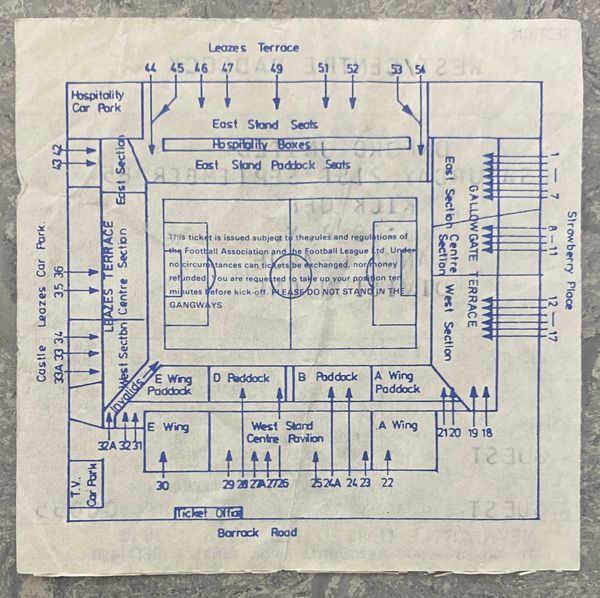 Leazes Terrace
44 45 46 47 49 51 52 53 54
Hospitality
Car Park
East Stand Seats
Hospitality Boxes
East Stand Paddock Seats
43 42
East Section
LEAZES TERRACE
Centre Section
West Section
Invalids
36
35
34
33
33A
Castle Leazes Car Park.
East Section
Centre Section
West Section
GALLOWGATE TERRACE
1 — 7
8 — 11
12 — 17
Strawberry Place
This ticket is issued subject to the rules and regulations of
the Football Association and the Football League Ltd. Under
no circumstances can tickets be exchanged, nor money
refunded. You are requested to take up your position ten
minutes before kick-off. PLEASE DO NOT STAND IN THE
GANGWAYS
E Wing
Paddock
D Paddock
B Paddock
A Wing
Paddock
E Wing
West Stand
Centre Pavilion
A Wing
32A 32 31
21 20 19 18
30 29 28 27A 27 26 25 24A 24 23 22
T.V.
Car Park
Ticket Office
Barrack Road